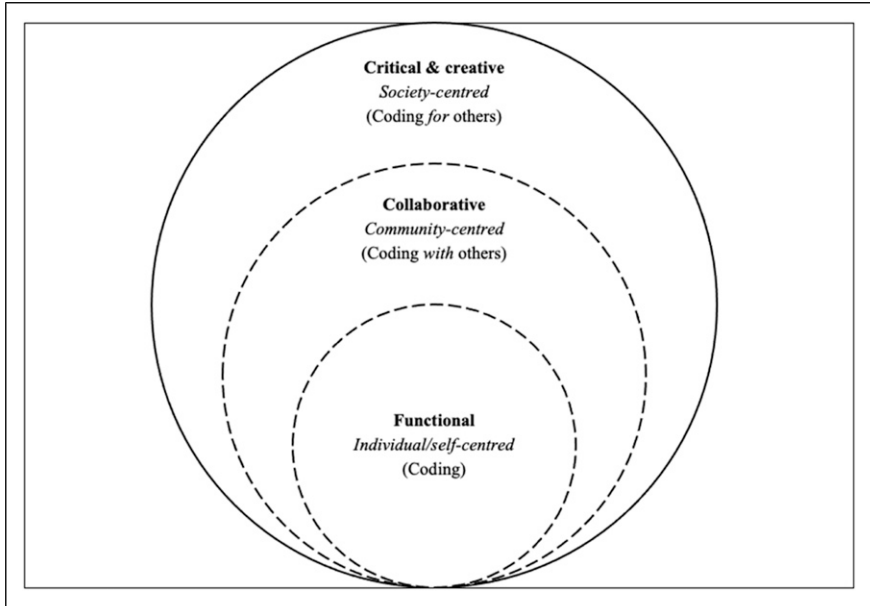 Critical & creative
Society-centred
(Coding for others)
Collaborative
Community-centred
(Coding with others)
Functional
Individual/self-centred
(Coding)